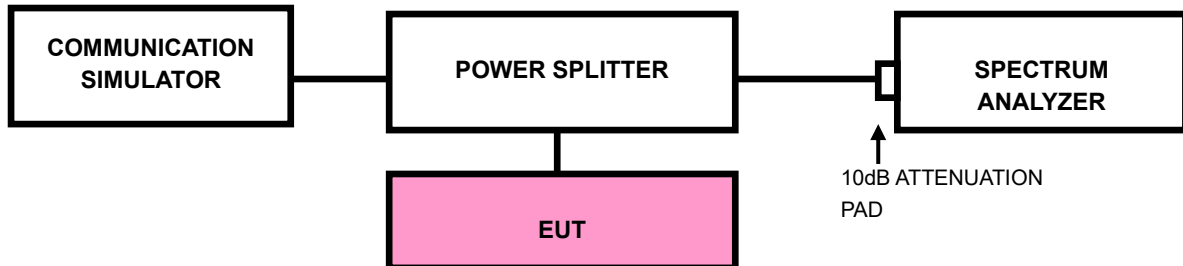 COMMUNICATION
SIMULATOR
POWER SPLITTER
SPECTRUM
ANALYZER
10dB ATTENUATION
PAD
EUT